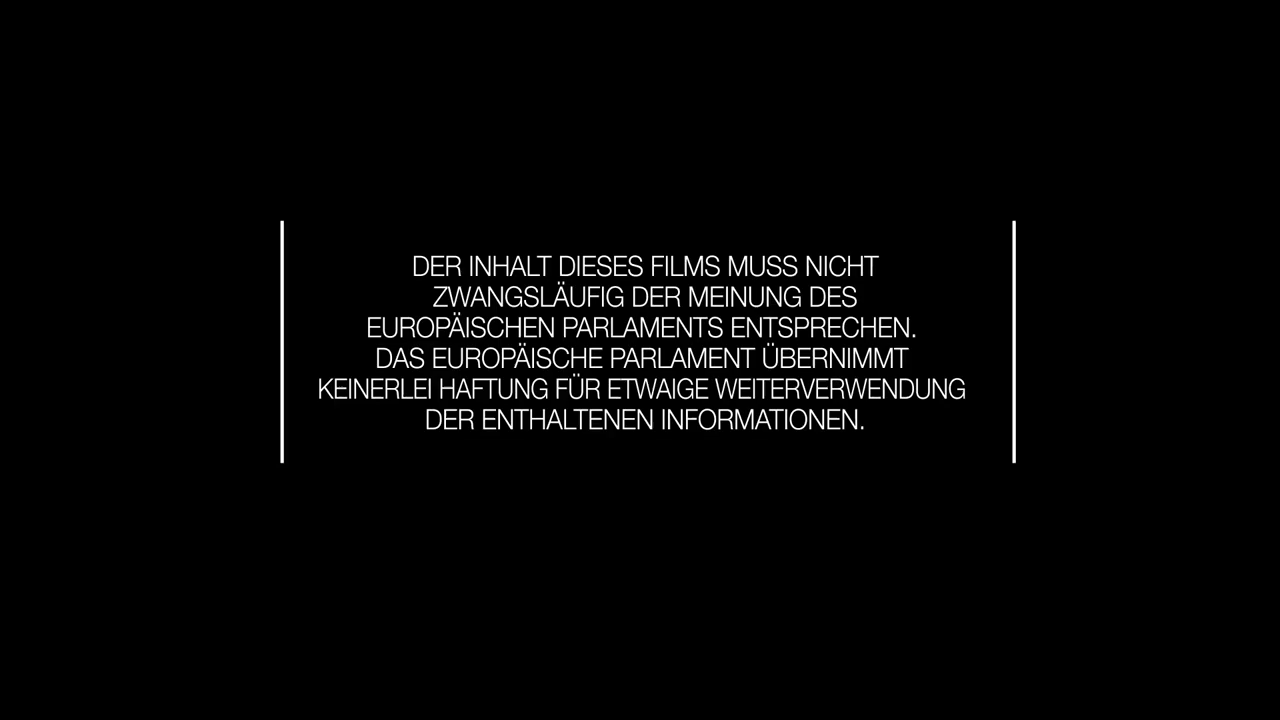 DER INHALT DIESES FILMS MUSS NICHT
ZWANGSLÄUFIG DER MEINUNG DES
EUROPÄISCHEN PARLAMENTS ENTSPRECHEN.
DAS EUROPÄISCHE PARLAMENT ÜBERNIMMT
KEINERLEI HAFTUNG FÜR ETWAIGE WEITERVERWENDUNG
DER ENTHALTENEN INFORMATIONEN.